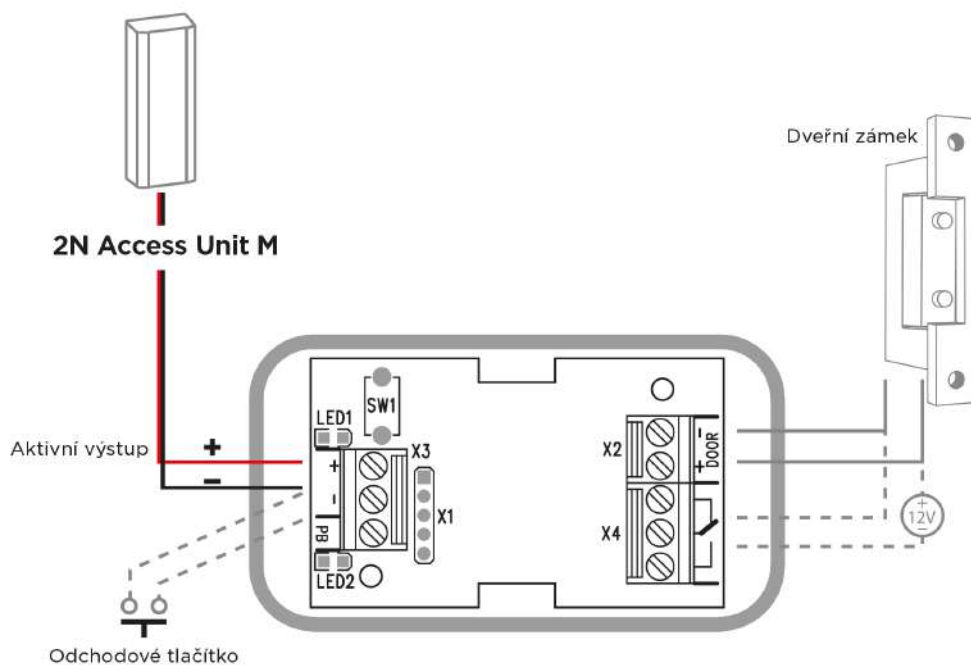 Dveřní zámek
2N Access Unit M
SW1
LED1
Aktivní výstup
+
−
X3
+
−
PB
X1
LED2
X2
−
+
DOOR
X4
+
12V
−
Odchodové tlačítko